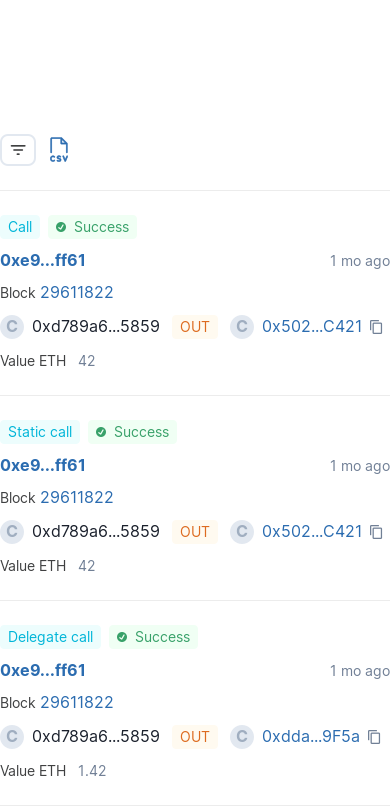 CSV
Call Success
0xe9...ff61 1 mo ago
Block 29611822
C 0xd789a6...5859 OUT C 0x502...C421
Value ETH 42
Static call Success
0xe9...ff61 1 mo ago
Block 29611822
C 0xd789a6...5859 OUT C 0x502...C421
Value ETH 42
Delegate call Success
0xe9...ff61 1 mo ago
Block 29611822
C 0xd789a6...5859 OUT C 0xdda...9F5a
Value ETH 1.42